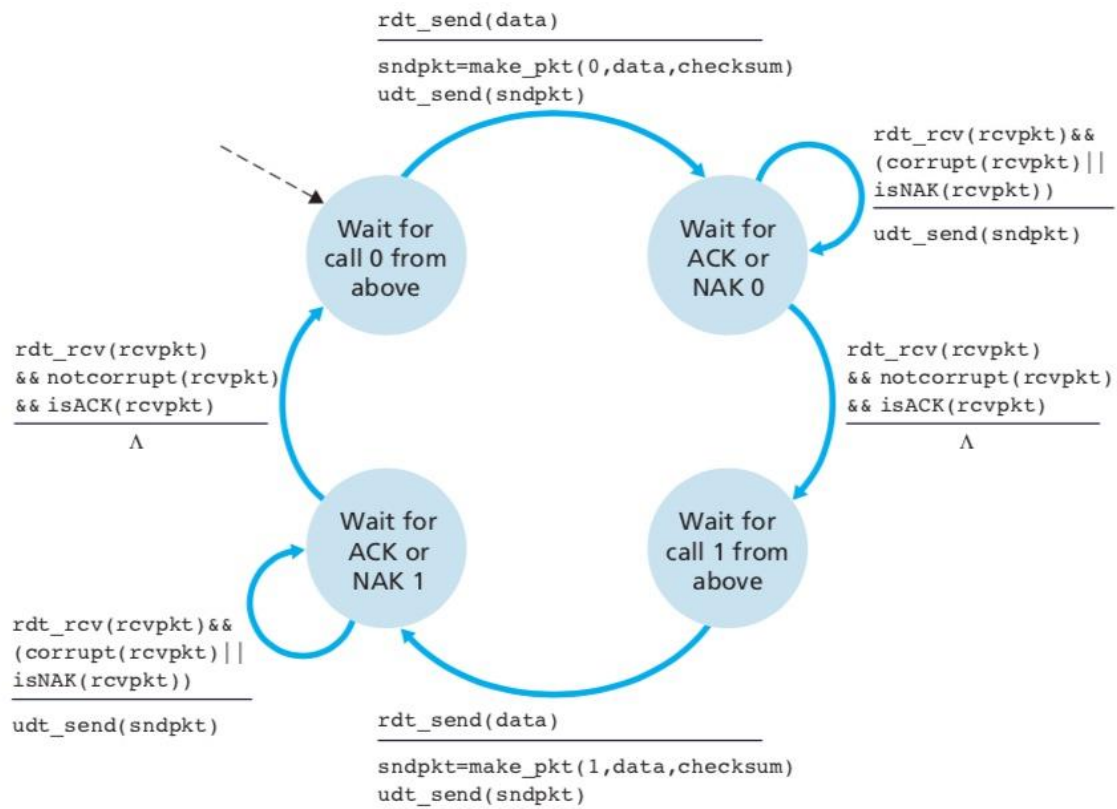 rdt_send(data)
sndpkt=make_pkt(0,data,checksum)
udt_send(sndpkt)
rdt_rcv(rcvpkt)&&
(corrupt(rcvpkt)||
isNAK(rcvpkt))
udt_send(sndpkt)
Wait for
call 0 from
above
Wait for
ACK or
NAK 0
rdt_rcv(rcvpkt)
&& notcorrupt(rcvpkt)
&& isACK(rcvpkt)
Λ
rdt_rcv(rcvpkt)
&& notcorrupt(rcvpkt)
&& isACK(rcvpkt)
Λ
Wait for
ACK or
NAK 1
Wait for
call 1 from
above
rdt_rcv(rcvpkt)&&
(corrupt(rcvpkt)||
isNAK(rcvpkt))
udt_send(sndpkt)
rdt_send(data)
sndpkt=make_pkt(1,data,checksum)
udt_send(sndpkt)